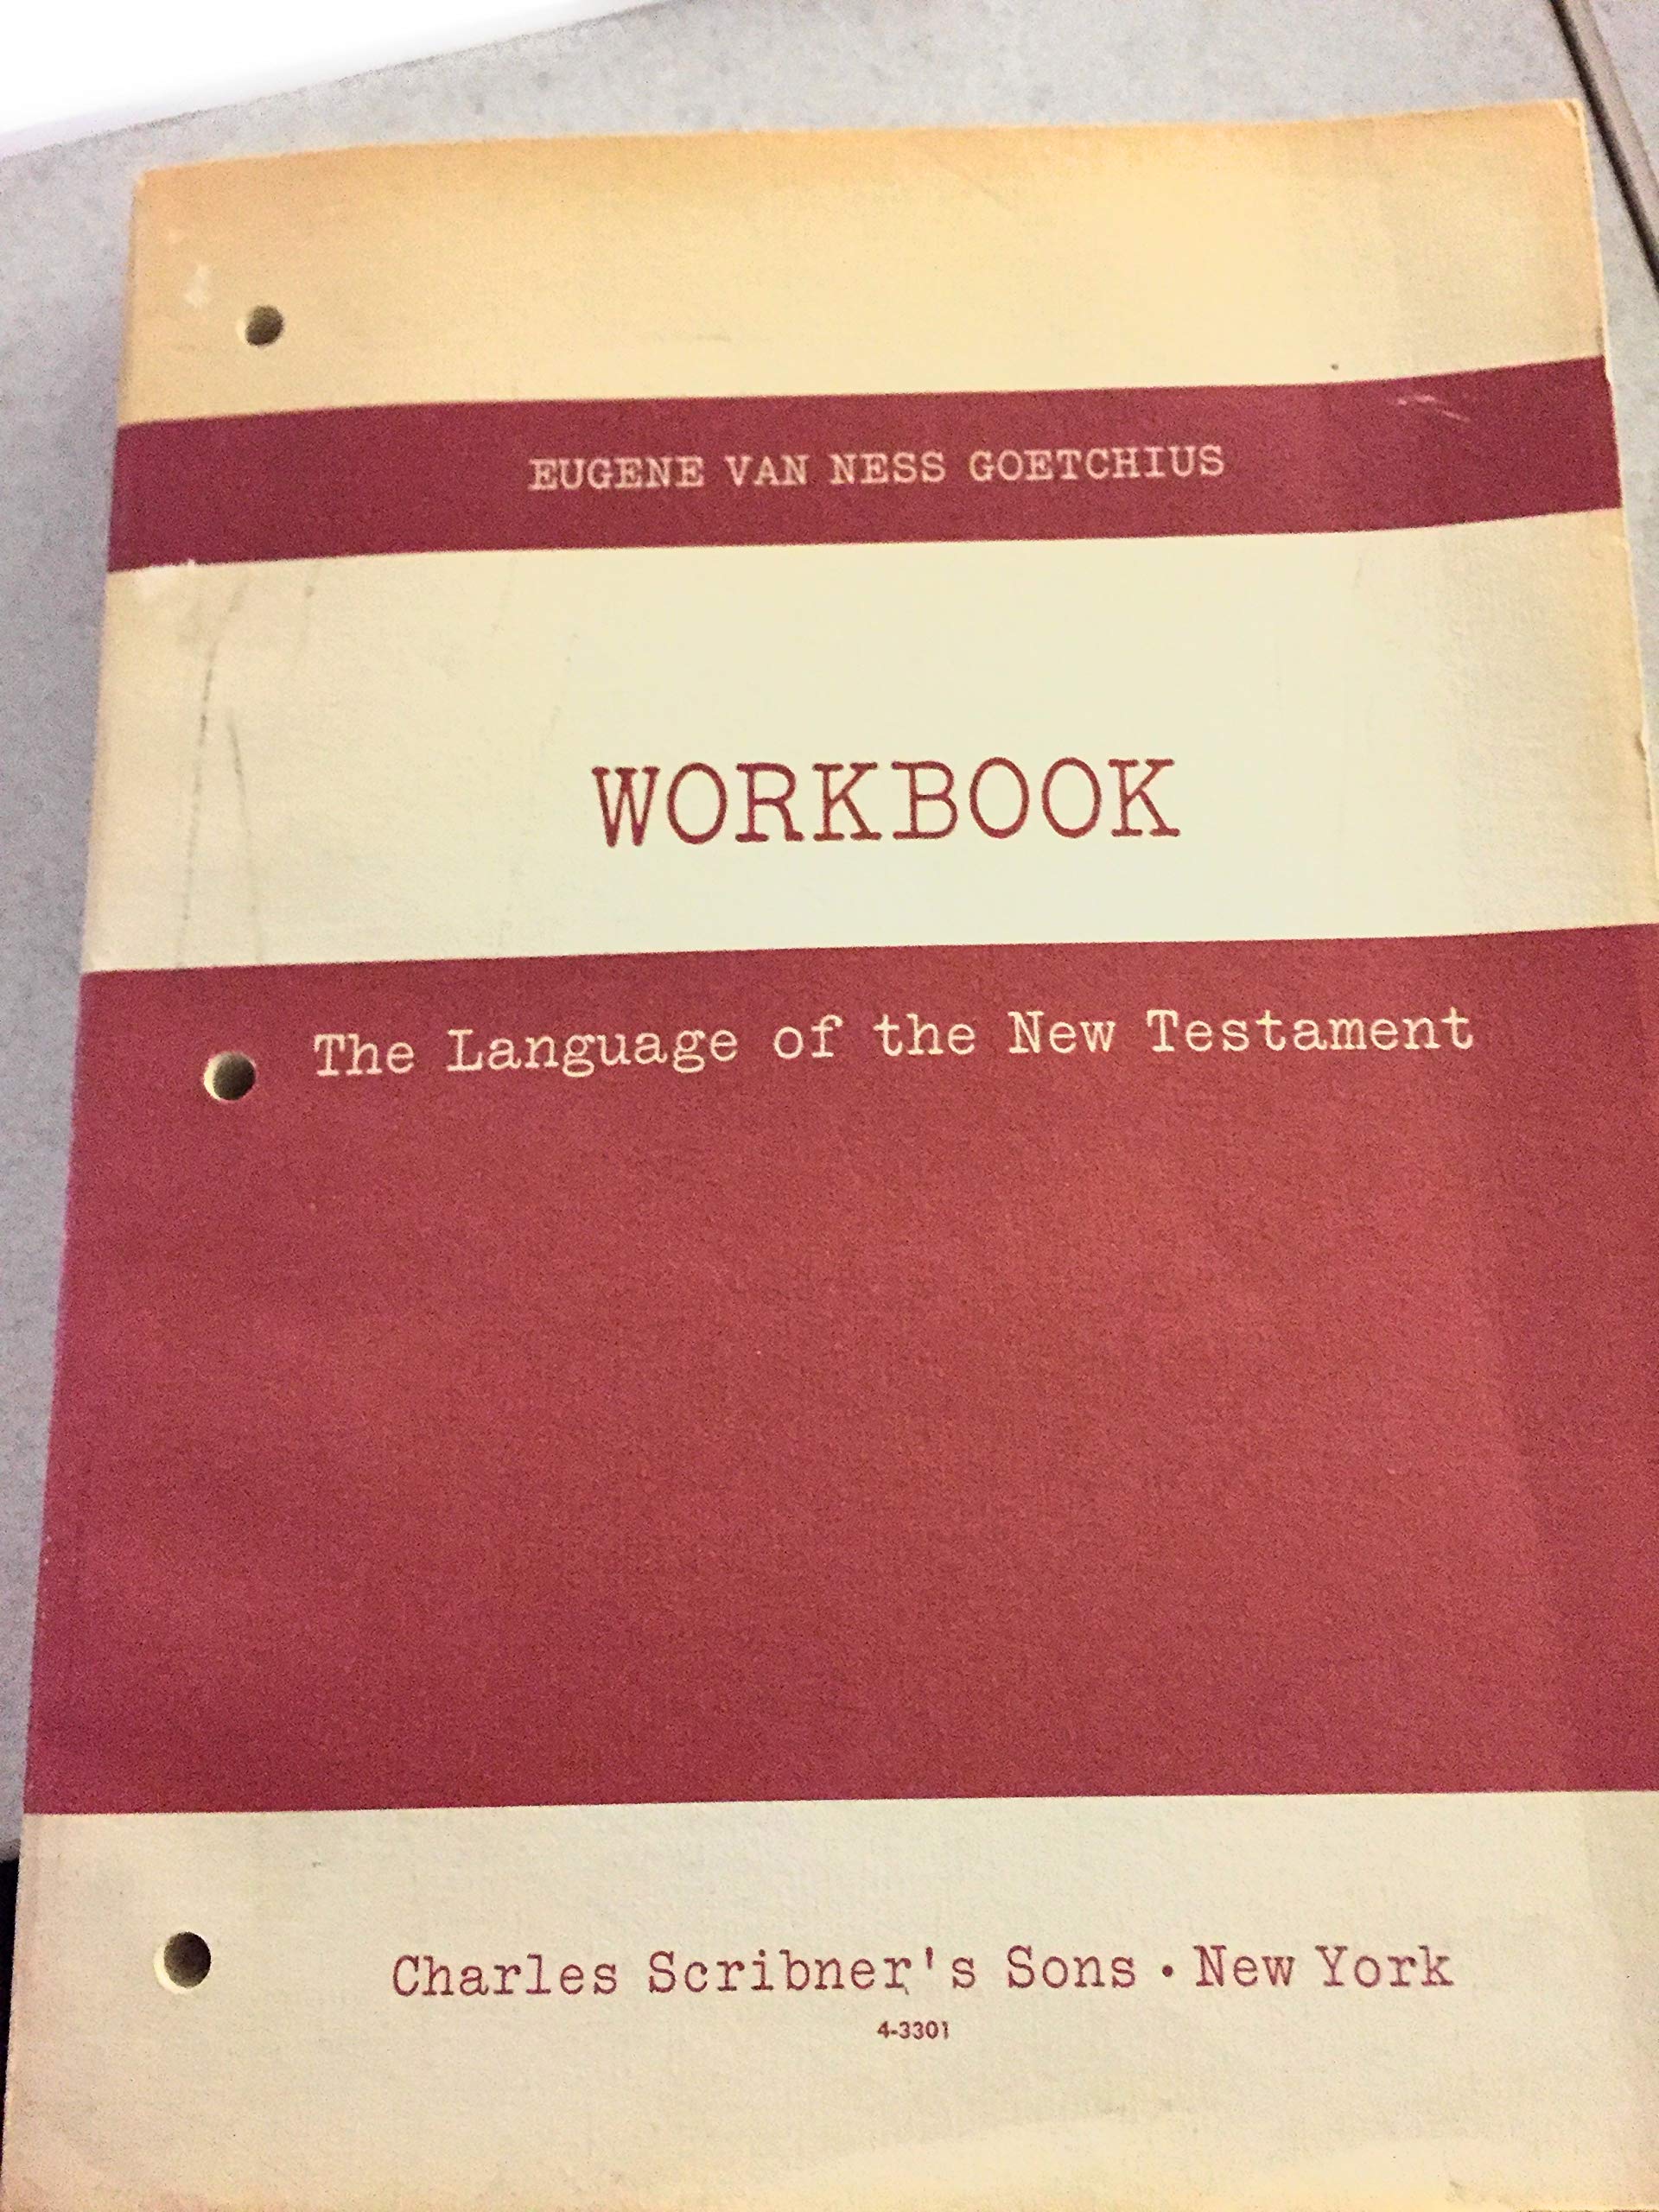 EUGENE VAN NESS GOETCHIUS
WORKBOOK
The Language of the New Testament
Charles Scribner's Sons • New York
4-3301